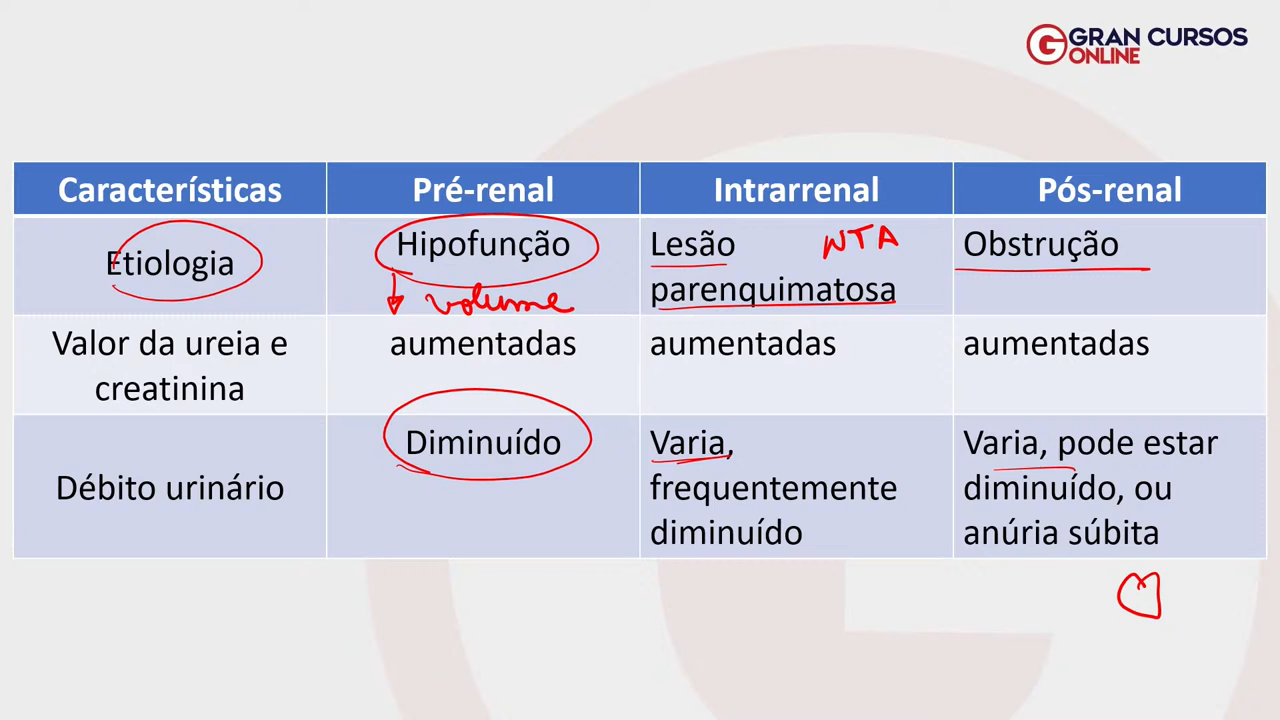 GRAN CURSOS
ONLINE
Características Pré-renal Intrarrenal Pós-renal
Etiologia Hipofunção Lesão NTA Obstrução
↓ volume parenquimatosa
Valor da ureia e aumentadas aumentadas aumentadas
creatinina
Débito urinário Diminuído Varia, Varia, pode estar
frequentemente diminuído, ou
diminuído anúria súbita